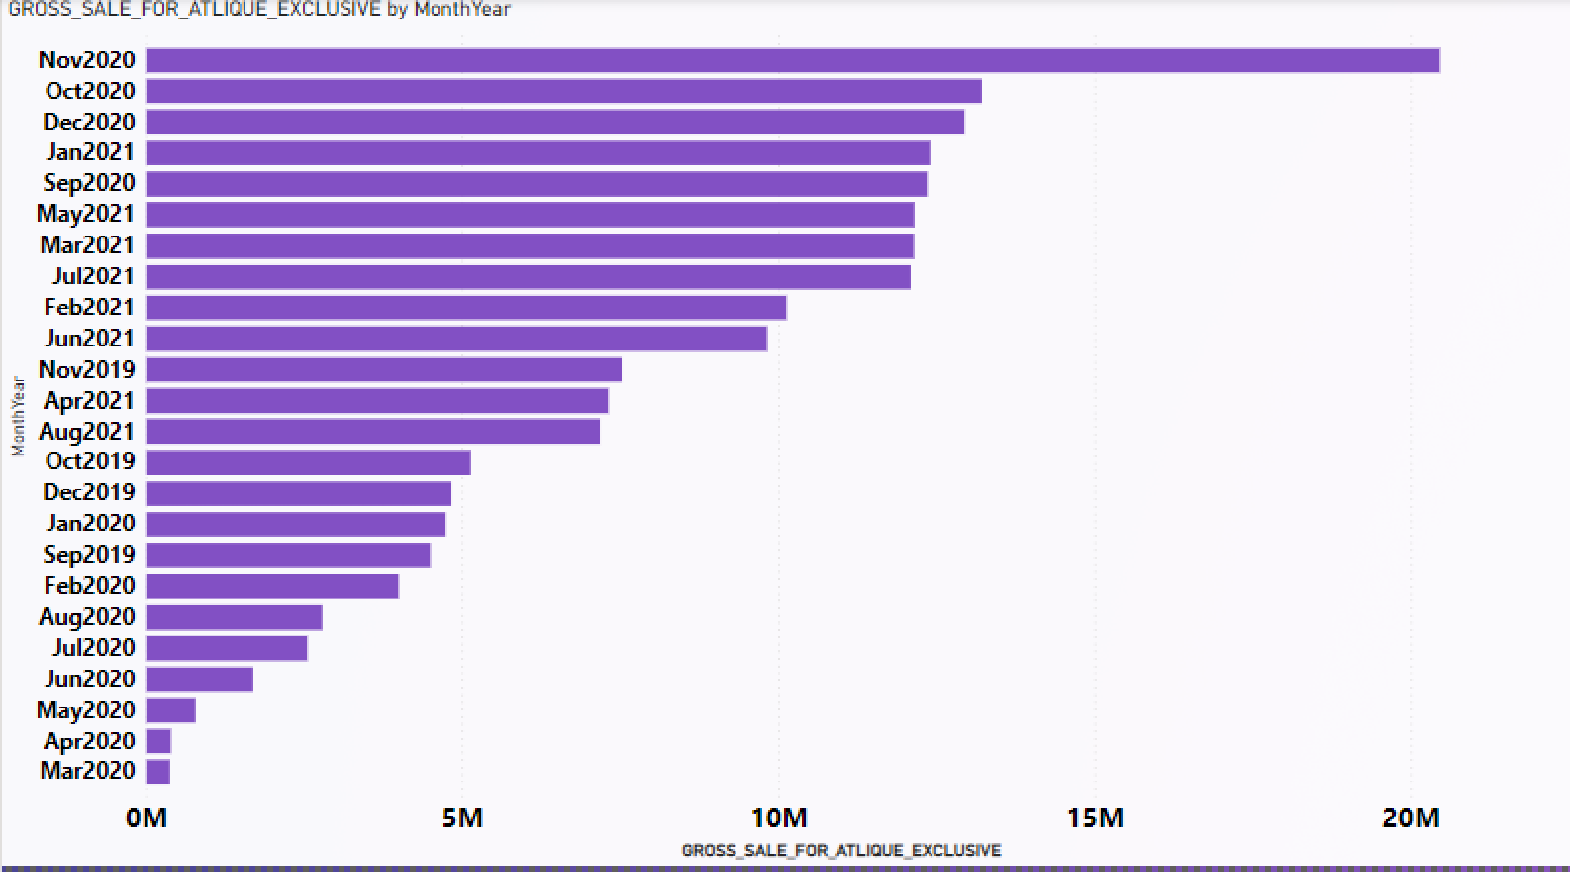 GROSS_SALE_FOR_ATLIQUE_EXCLUSIVE by MonthYear
MonthYear
Nov2020
Oct2020
Dec2020
Jan2021
Sep2020
May2021
Mar2021
Jul2021
Feb2021
Jun2021
Nov2019
Apr2021
Aug2021
Oct2019
Dec2019
Jan2020
Sep2019
Feb2020
Aug2020
Jul2020
Jun2020
May2020
Apr2020
Mar2020
0M 5M 10M 15M 20M
GROSS_SALE_FOR_ATLIQUE_EXCLUSIVE